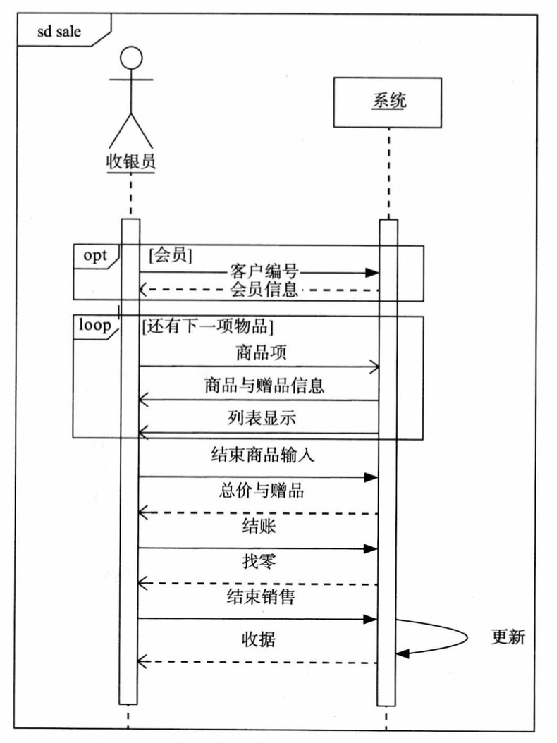 sd sale
系统
收银员
opt
[会员]
客户编号
会员信息
loop
[还有下一项物品]
商品项
商品与赠品信息
列表显示
结束商品输入
总价与赠品
结账
找零
结束销售
更新
收据